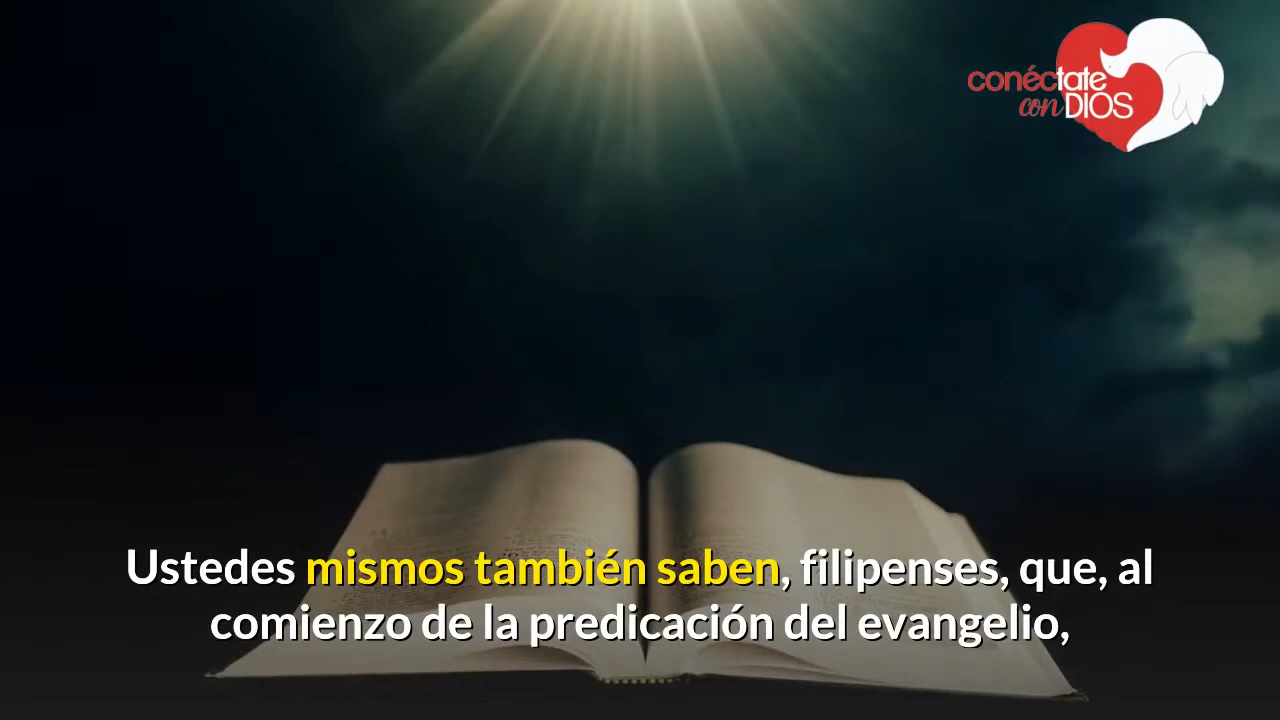 conéctate
con DIOS
Ustedes mismos también saben, filipenses, que, al
comienzo de la predicación del evangelio,